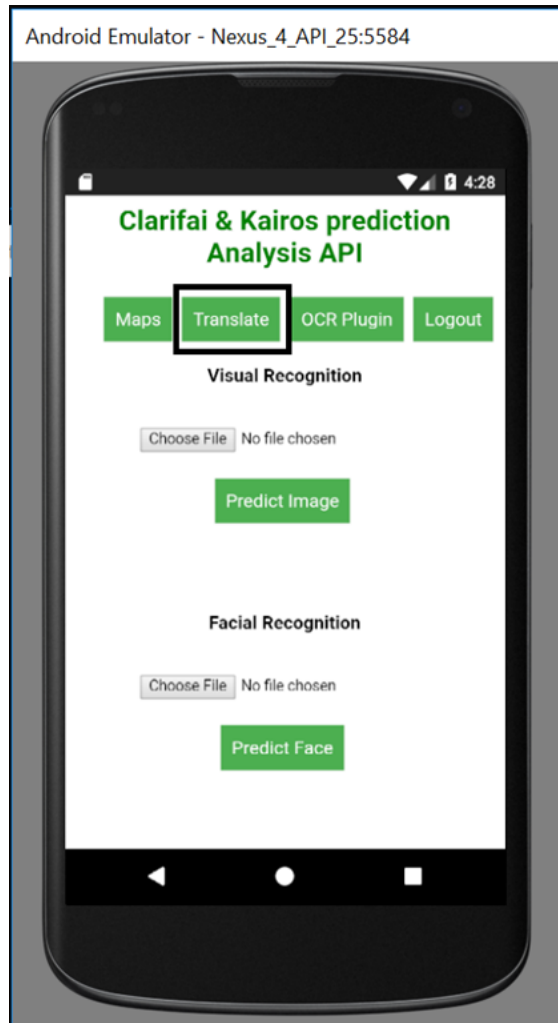 Android Emulator - Nexus_4_API_25:5584
4:28
Clarifai & Kairos prediction
Analysis API
Maps Translate OCR Plugin Logout
Visual Recognition
Choose File No file chosen
Predict Image
Facial Recognition
Choose File No file chosen
Predict Face